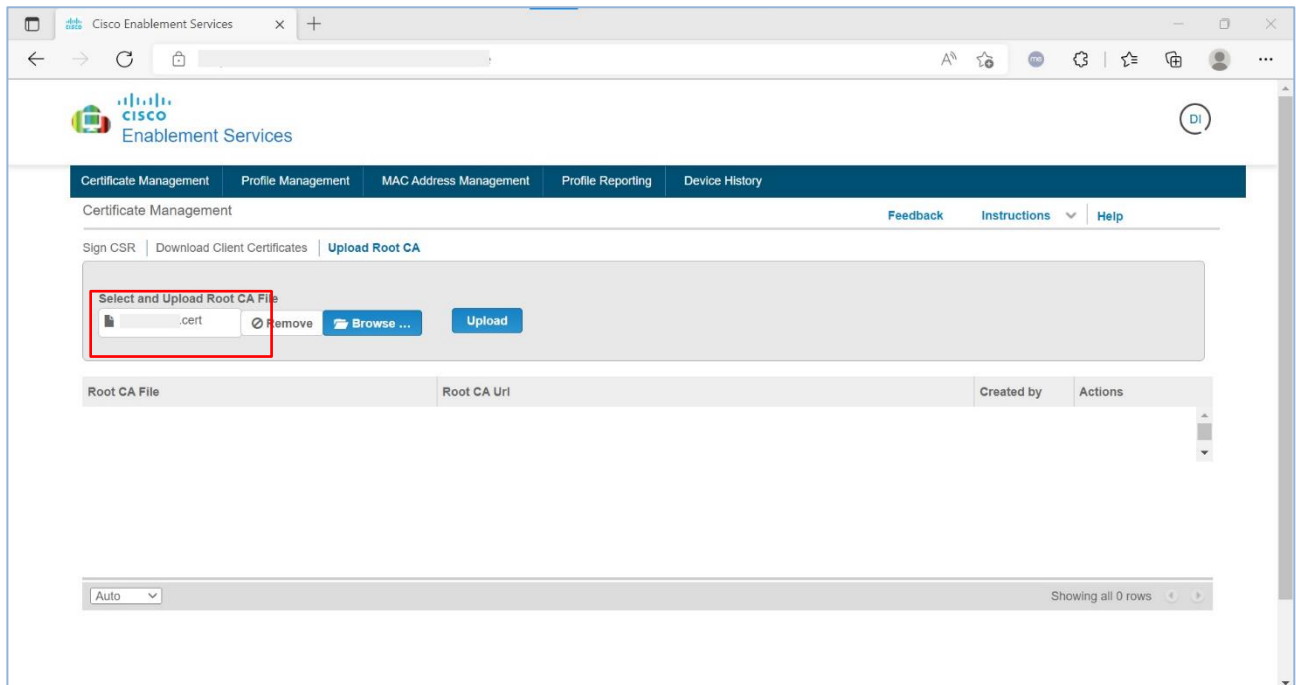 Cisco Enablement Services
CISCO
Enablement Services
DI
Certificate Management Profile Management MAC Address Management Profile Reporting Device History
Certificate Management Feedback Instructions Help
Sign CSR Download Client Certificates Upload Root CA
Select and Upload Root CA File
.cert Remove Browse ... Upload
Root CA File Root CA Url Created by Actions
Auto Showing all 0 rows